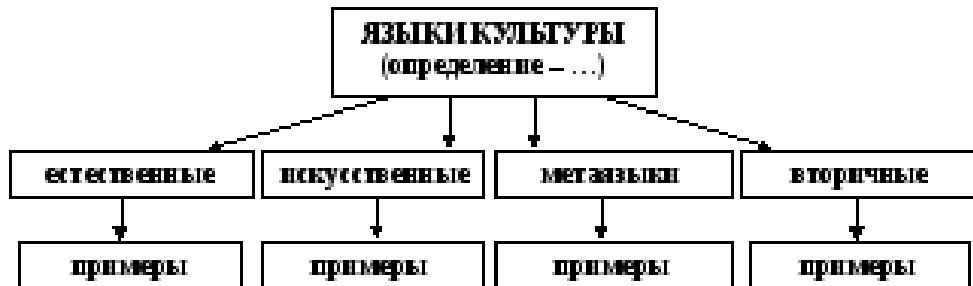 ЯЗЫКИ КУЛЬТУРЫ
(определение – …)
естественные
искусственные
метаязыки
вторичные
примеры
примеры
примеры
примеры